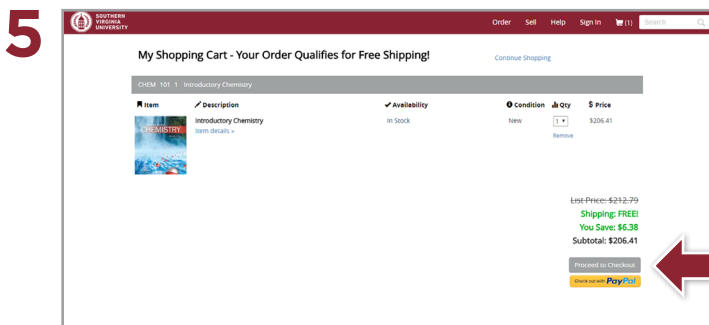 5
SOUTHERN
VIRGINIA
UNIVERSITY
Order Sell Help Sign In (1) Search
My Shopping Cart - Your Order Qualifies for Free Shipping!
Continue Shopping
CHEM 101 1 Introductory Chemistry
Item Description Availability Condition Qty $ Price
CHEMISTRY
Introductory Chemistry In Stock New 1 $206.41
Item details »
Remove
List Price: $212.79
Shipping: FREE!
You Save: $6.38
Subtotal: $206.41
Proceed to Checkout
Check out with PayPal